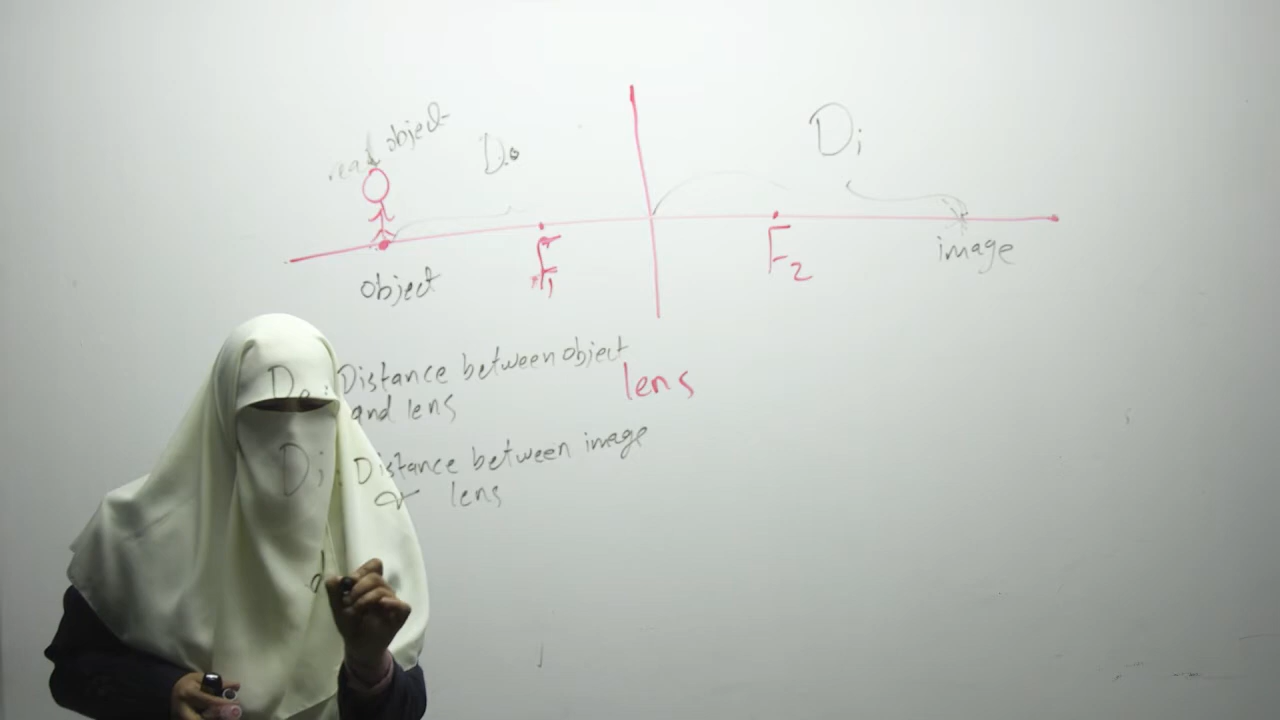 real object
Do
Di
F1
F2
object
image
Do: Distance between object
and lens
lens
Di: Distance between image
& lens
d